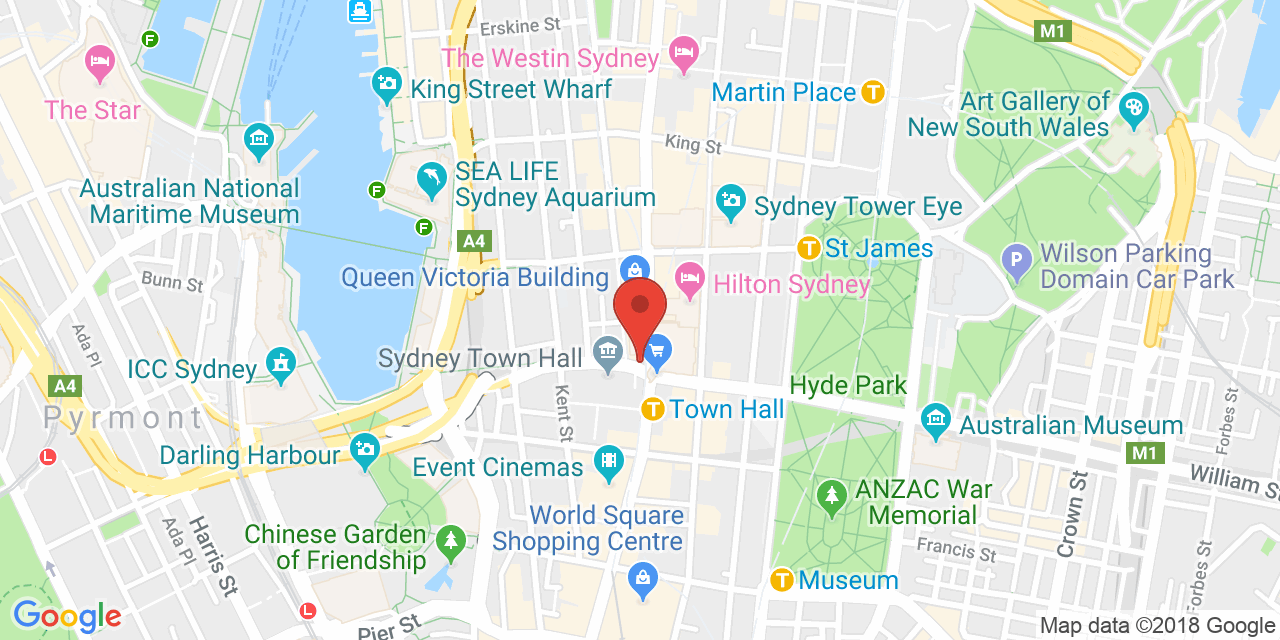 Erskine St
M1
The Westin Sydney
King Street Wharf
Martin Place
T
The Star
F
Art Gallery of
New South Wales
King St
SEA LIFE
Sydney Aquarium
Australian National
Maritime Museum
F
F
Sydney Tower Eye
A4
T
St James
Wilson Parking
Domain Car Park
P
Bunn St
Queen Victoria Building
Hilton Sydney
Ada Pl
Sydney Town Hall
ICC Sydney
A4
Hyde Park
Pyrmont
Kent St
T
Town Hall
Australian Museum
Forbes St
L
Darling Harbour
Event Cinemas
M1
William St
ANZAC War
Memorial
Crown St
World Square
Shopping Centre
Ada Pl
Harris St
Chinese Garden
of Friendship
Francis St
Forbes St
T
Museum
L
Pier St
Google
Map data ©2018 Google